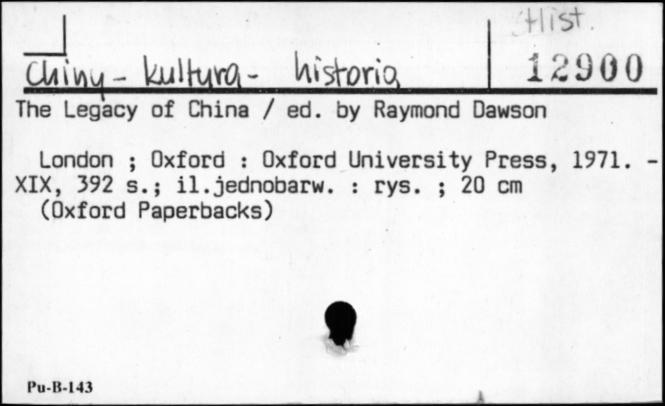 Hist.
Chiny - kultura - historia
12900
The Legacy of China / ed. by Raymond Dawson
London ; Oxford : Oxford University Press, 1971. -
XIX, 392 s.; il.jednobarw. : rys. ; 20 cm
(Oxford Paperbacks)
Pu-B-143